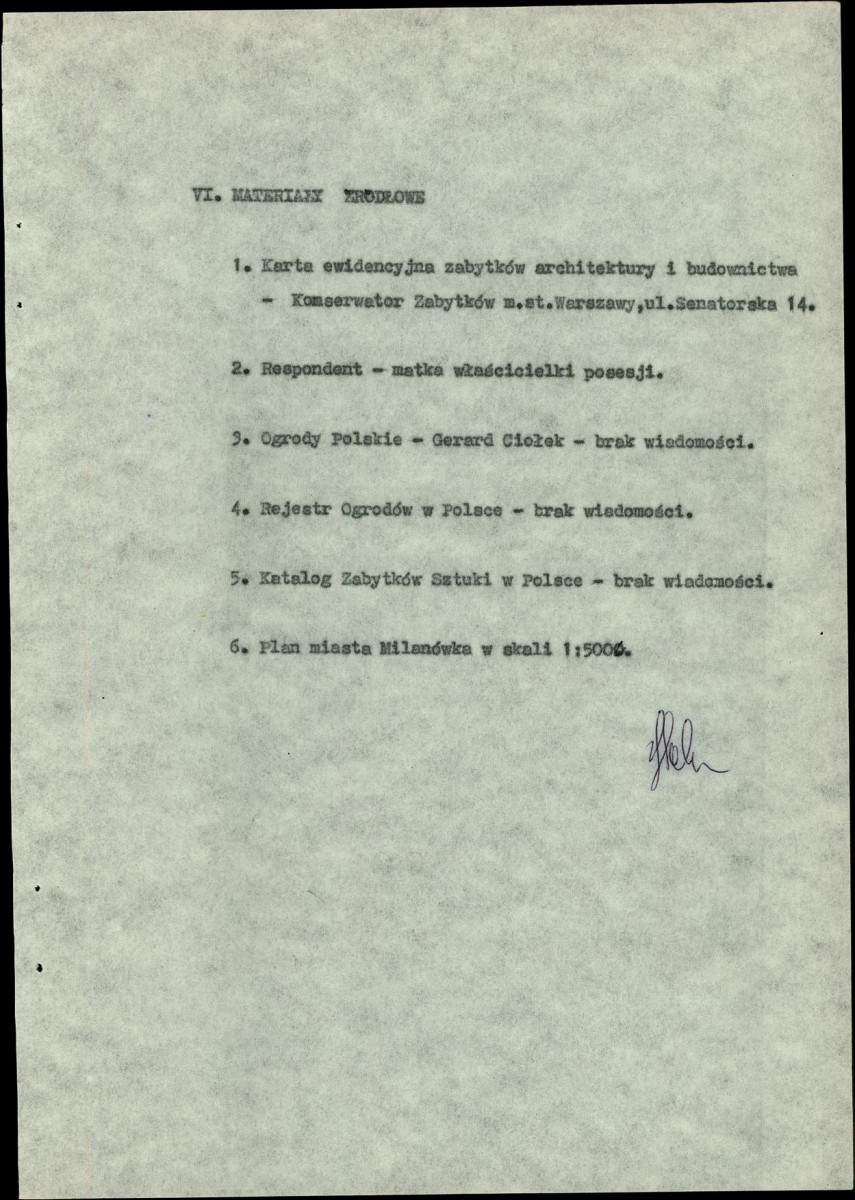 VI. MATERIAŁY ŹRODŁOWE
1. Karta ewidencyjna zabytków architektury i budownictwa
- Komserwator Zabytków m.st.Warszawy,ul.Senatorska 14.
2. Respondent - matka właścicielki posesji.
3. Ogrody Polskie - Gerard Ciołek - brak wiadomości.
4. Rejestr Ogrodów w Polsce - brak wiadomości.
5. Katalog Zabytków Sztuki w Polsce - brak wiadomości.
6. Plan miasta Milanówka w skali 1:5000.